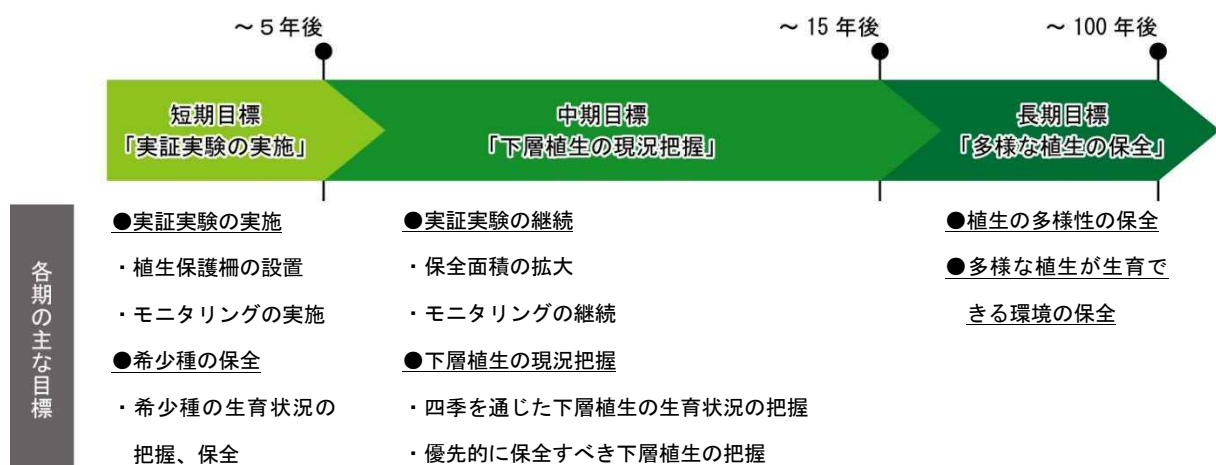 ～５年後
～15年後
～100年後
短期目標
「実証実験の実施」
中期目標
「下層植生の現況把握」
長期目標
「多様な植生の保全」
各期の主な目標
●実証実験の実施
・植生保護柵の設置
・モニタリングの実施
●希少種の保全
・希少種の生育状況の
把握、保全
●実証実験の継続
・保全面積の拡大
・モニタリングの継続
●下層植生の現況把握
・四季を通じた下層植生の生育状況の把握
・優先的に保全すべき下層植生の把握
●植生の多様性の保全
●多様な植生が生育で
きる環境の保全